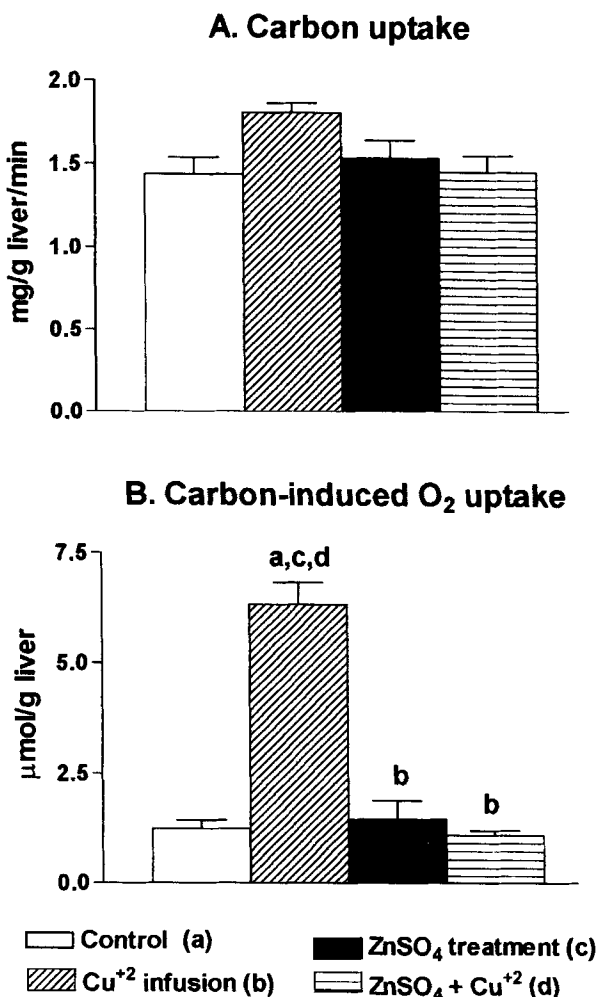 A. Carbon uptake
2.0
1.5
1.0
0.5
0.0
mg/g liver/min
B. Carbon-induced O₂ uptake
7.5
5.0
2.5
0.0
μmol/g liver
a,c,d
b
b
Control (a)
ZnSO₄ treatment (c)
Cu⁺² infusion (b)
ZnSO₄ + Cu⁺² (d)